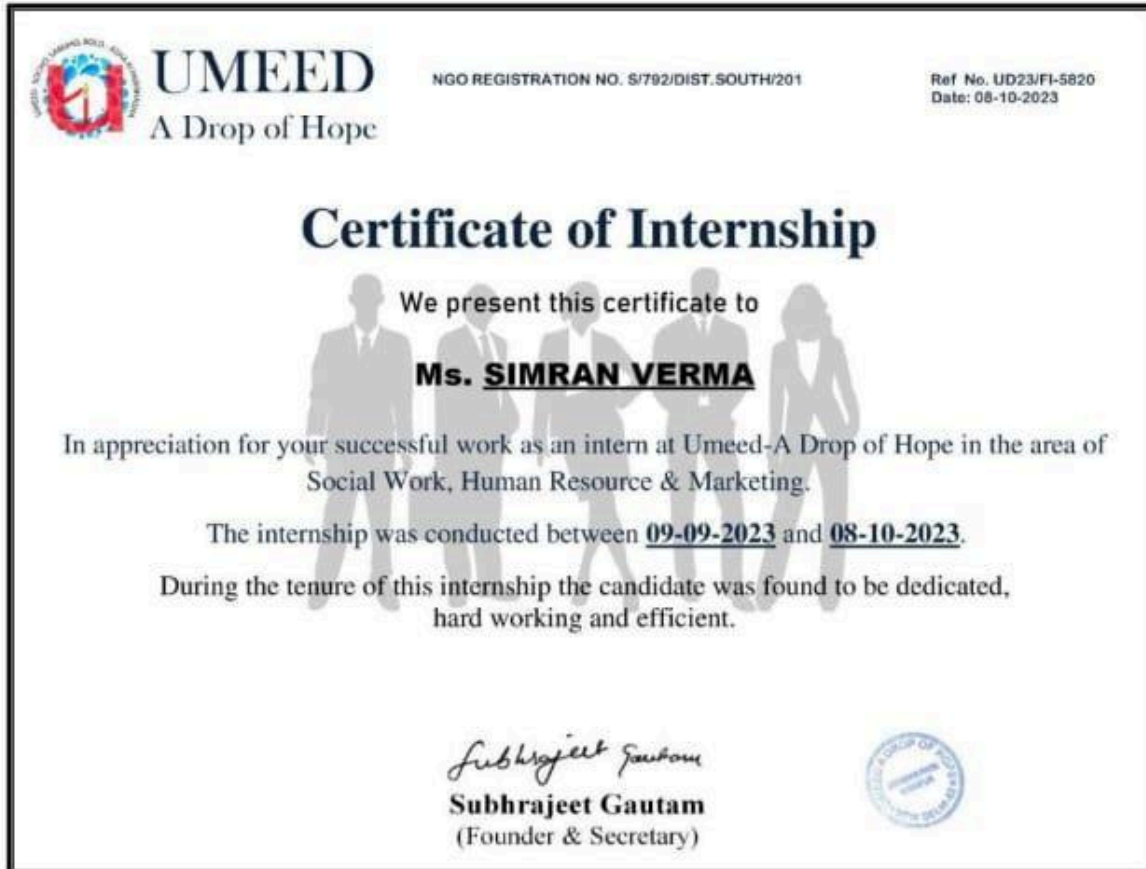 UMEED
A Drop of Hope
NGO REGISTRATION NO. S/792/DIST.SOUTH/201
Ref No. UD23/FI-5820
Date: 08-10-2023
Certificate of Internship
We present this certificate to
Ms. SIMRAN VERMA
In appreciation for your successful work as an intern at Umeed-A Drop of Hope in the area of
Social Work, Human Resource & Marketing.
The internship was conducted between 09-09-2023 and 08-10-2023.
During the tenure of this internship the candidate was found to be dedicated,
hard working and efficient.
Subhrajeet Gautam
Subhrajeet Gautam
(Founder & Secretary)
A DROP OF HOPE